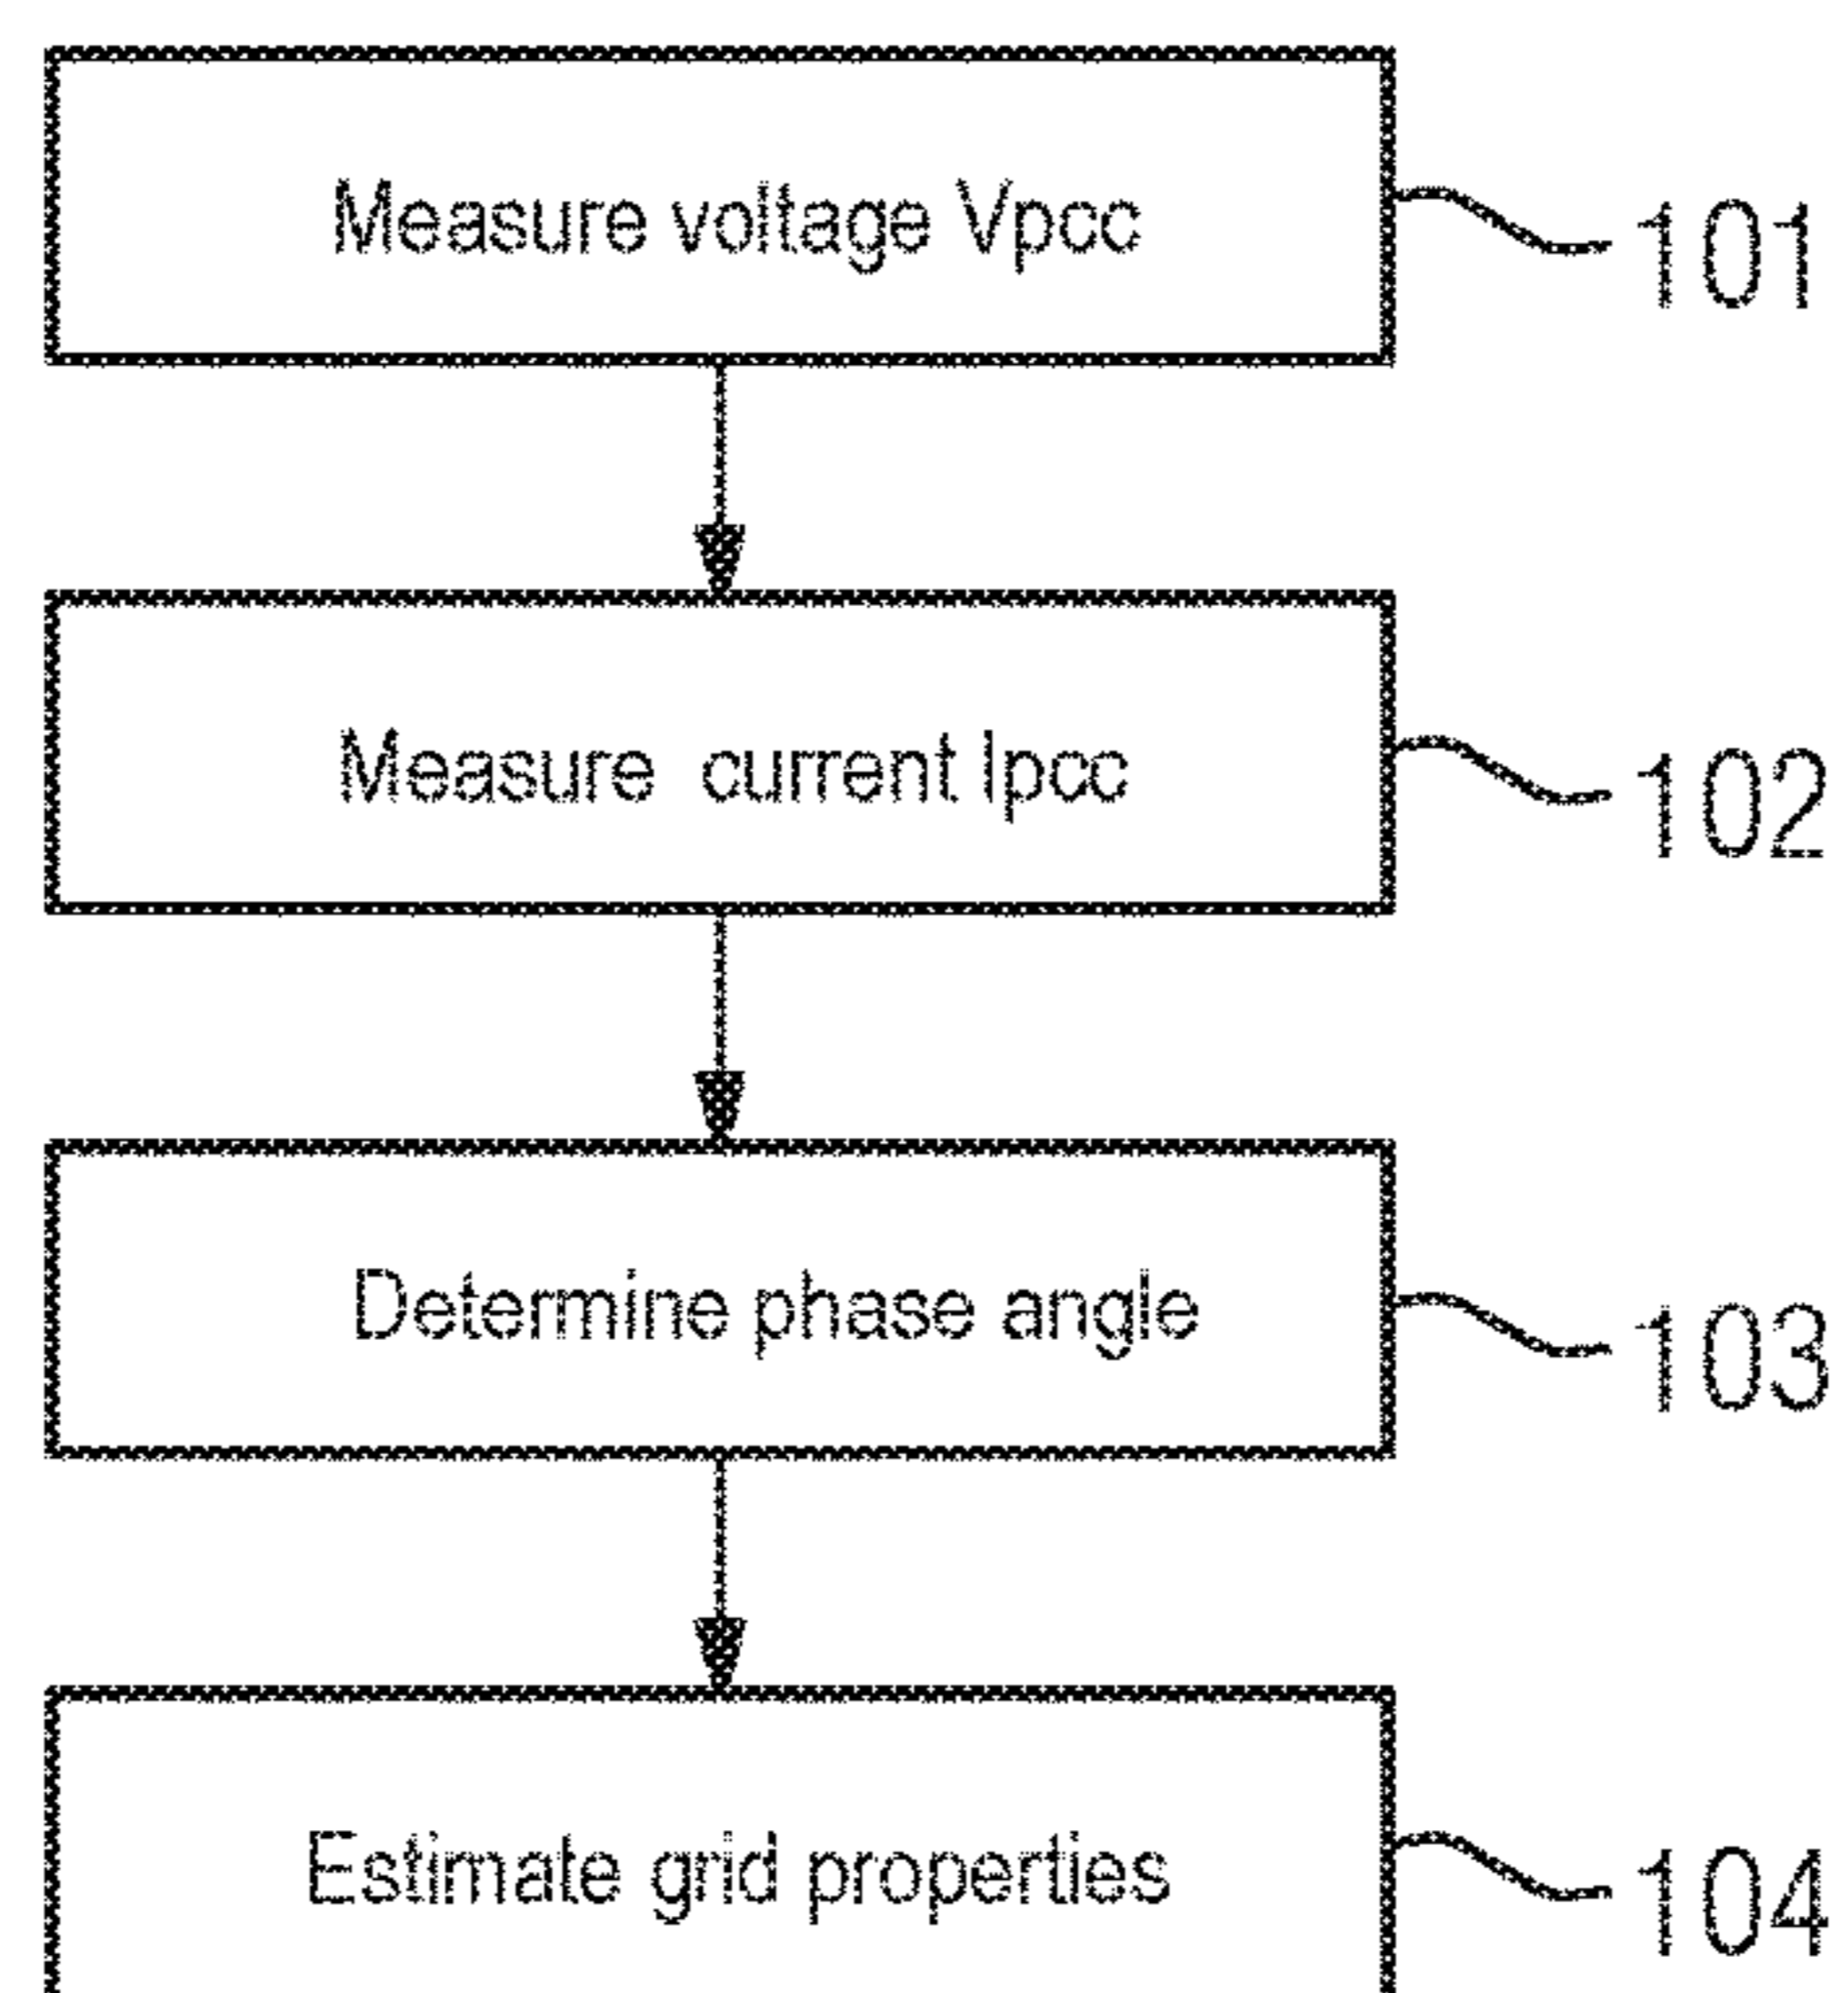 Measure voltage Vpcc
101
Measure current Ipcc
102
Determine phase angle
103
Estimate grid properties
104